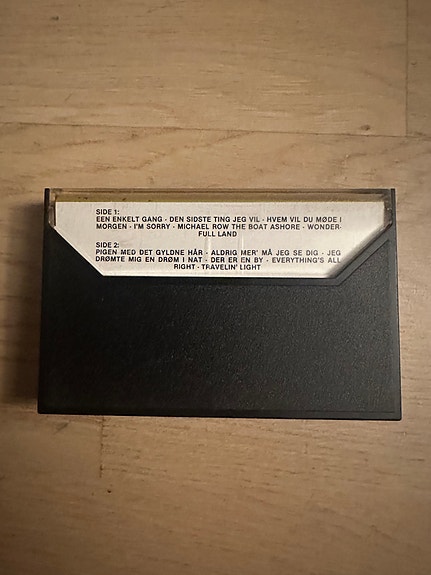 SIDE 1:
EEN ENKELT GANG · DEN SIDSTE TING JEG VIL · HVEM VIL DU MØDE I
MORGEN · I'M SORRY · MICHAEL ROW THE BOAT ASHORE · WONDER-
FULL LAND
SIDE 2:
PIGEN MED DET GYLDNE HÅR · ALDRIG MER' MÅ JEG SE DIG · JEG
DRØMTE MIG EN DRØM I NAT · DER ER EN BY · EVERYTHING'S ALL
RIGHT · TRAVELIN' LIGHT